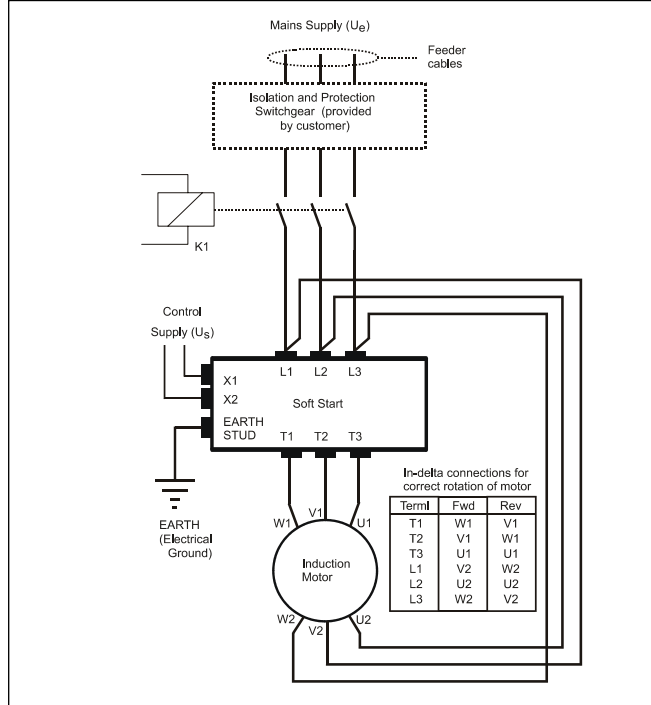 Mains Supply (Ue)
Feeder
cables
Isolation and Protection
Switchgear (provided
by customer)
K1
Control
Supply (Us)
L1 L2 L3
X1
X2
Soft Start
EARTH
STUD
T1 T2 T3
EARTH
(Electrical
Ground)
W1 V1 U1
Induction
Motor
W2 V2 U2
In-delta connections for
correct rotation of motor
Terml Fwd Rev
T1 W1 V1
T2 V1 W1
T3 U1 U1
L1 V2 W2
L2 U2 U2
L3 W2 V2